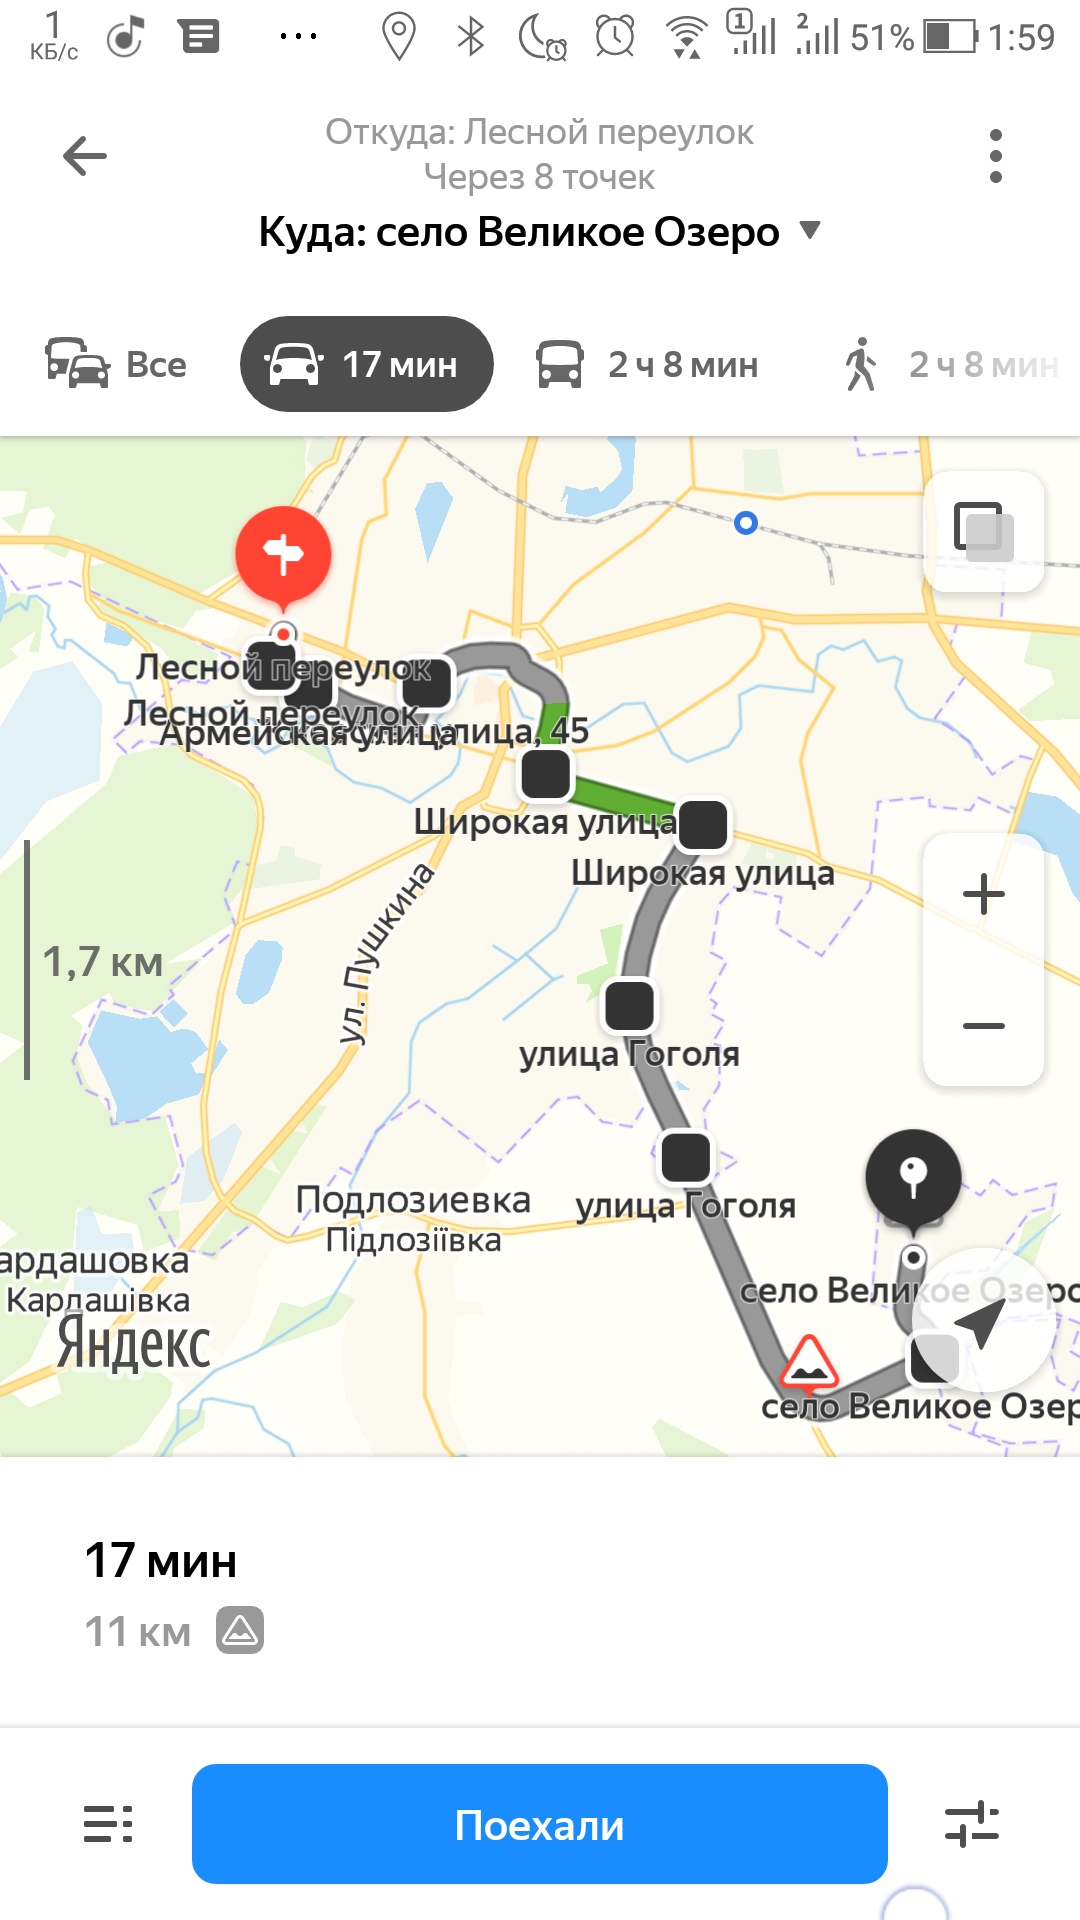 1
КБ/с
1
2
51%
1:59
Откуда: Лесной переулок
Через 8 точек
Куда: село Великое Озеро
Все
17 мин
2 ч 8 мин
2 ч 8 мин
Лесной переулок
Лесной переулок
Армейская улица
улица, 45
Широкая улица
Широкая улица
ул. Пушкина
1,7 км
улица Гоголя
улица Гоголя
Подлозиевка
Підлозіївка
ардашовка
Кардашівка
Яндекс
село Великое Озеро
село Великое Озер
17 мин
11 км
Поехали